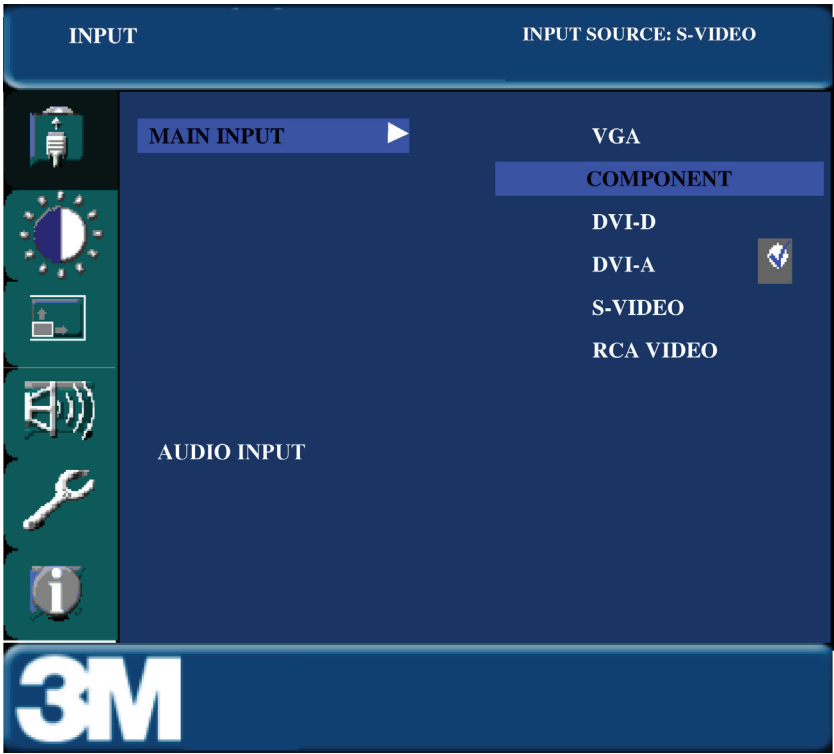 INPUT
INPUT SOURCE: S-VIDEO
MAIN INPUT
VGA
COMPONENT
DVI-D
DVI-A
S-VIDEO
RCA VIDEO
AUDIO INPUT
3M